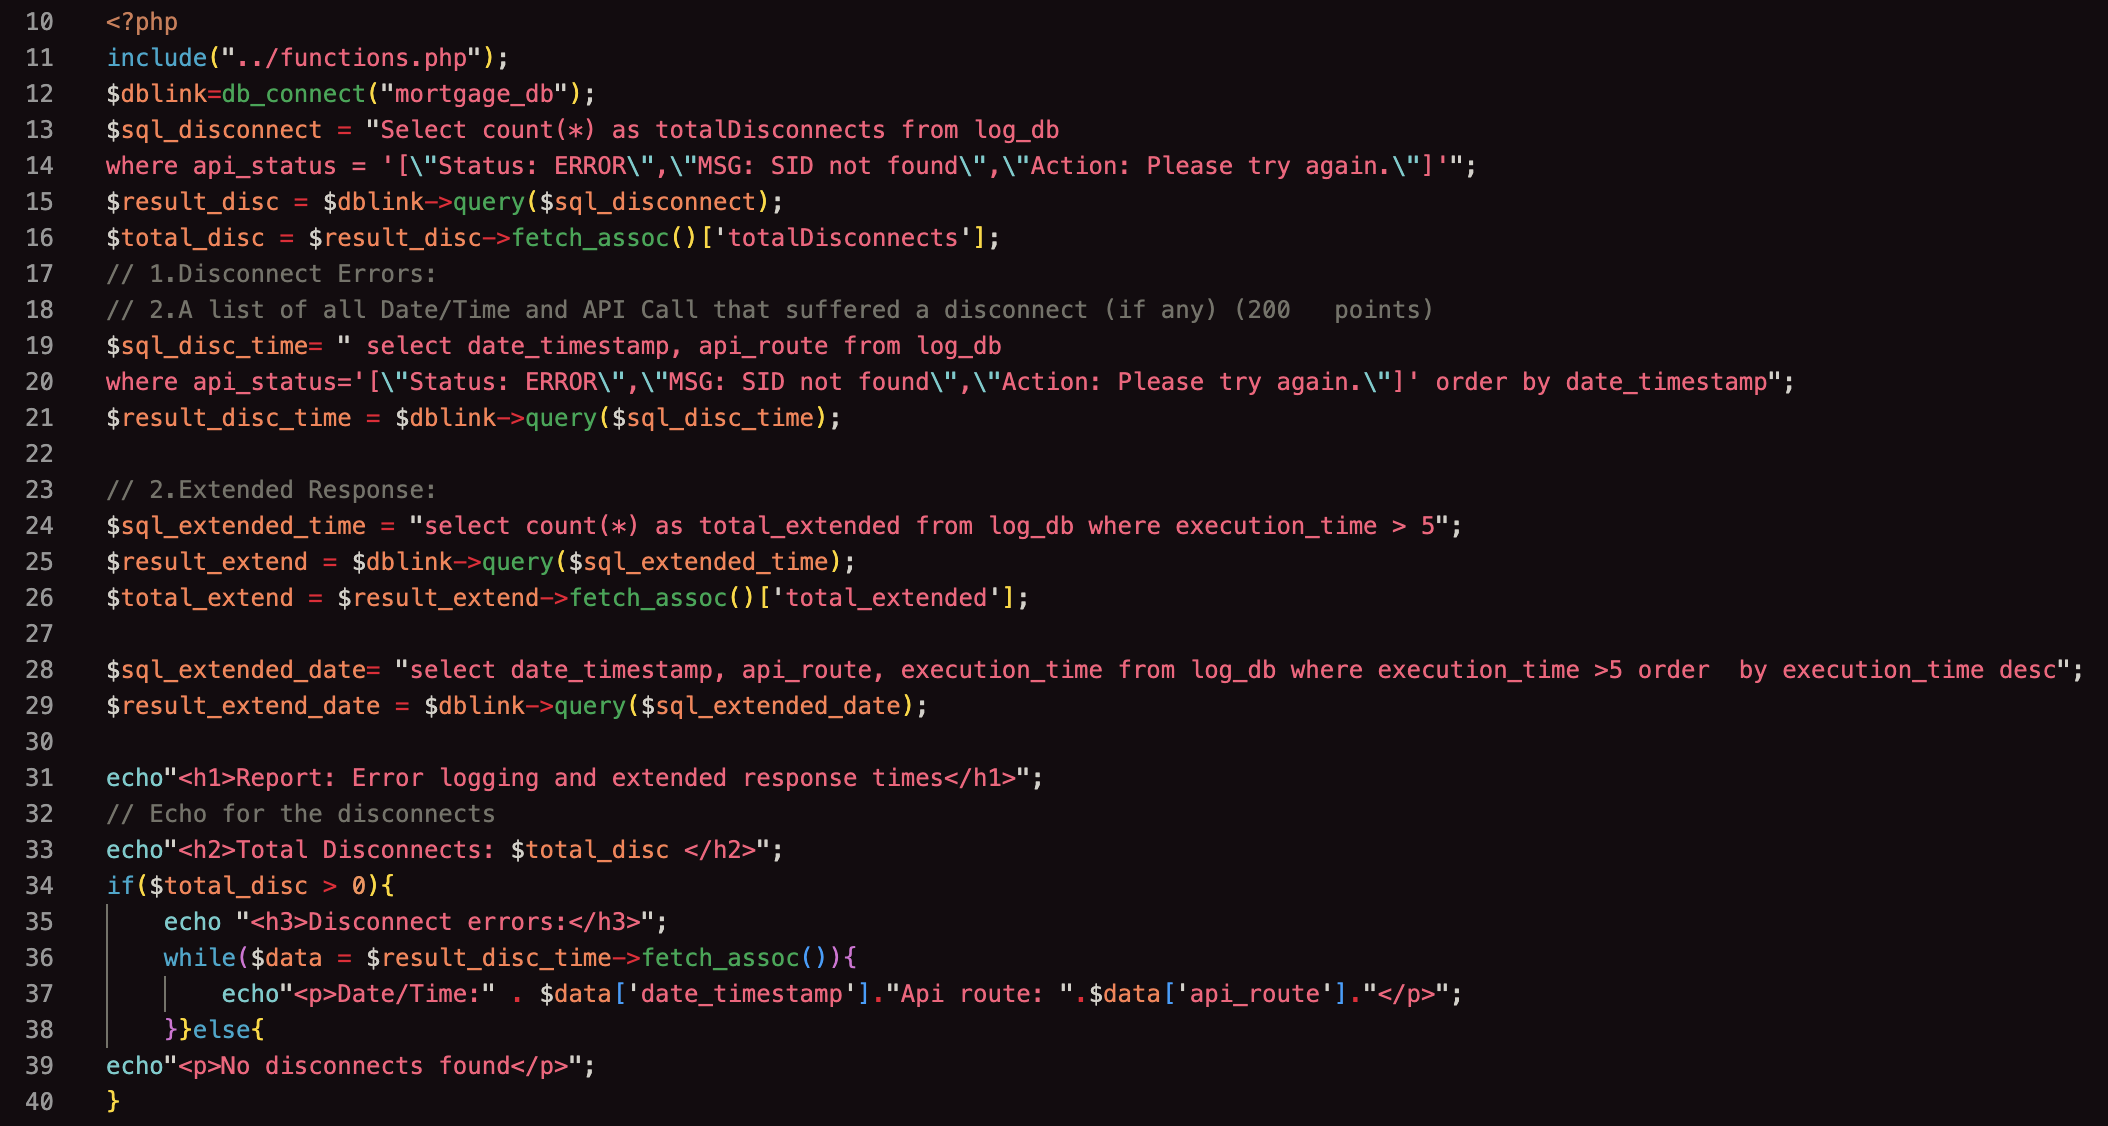 10 <?php
11 include("../functions.php");
12 $dblink=db_connect("mortgage_db");
13 $sql_disconnect = "Select count(*) as totalDisconnects from log_db
14 where api_status = '[\"Status: ERROR\",\"MSG: SID not found\",\"Action: Please try again.\"]'";
15 $result_disc = $dblink->query($sql_disconnect);
16 $total_disc = $result_disc->fetch_assoc()['totalDisconnects'];
17 // 1.Disconnect Errors:
18 // 2.A list of all Date/Time and API Call that suffered a disconnect (if any) (200   points)
19 $sql_disc_time= " select date_timestamp, api_route from log_db
20 where api_status='[\"Status: ERROR\",\"MSG: SID not found\",\"Action: Please try again.\"]' order by date_timestamp";
21 $result_disc_time = $dblink->query($sql_disc_time);
22
23 // 2.Extended Response:
24 $sql_extended_time = "select count(*) as total_extended from log_db where execution_time > 5";
25 $result_extend = $dblink->query($sql_extended_time);
26 $total_extend = $result_extend->fetch_assoc()['total_extended'];
27
28 $sql_extended_date= "select date_timestamp, api_route, execution_time from log_db where execution_time >5 order  by execution_time desc";
29 $result_extend_date = $dblink->query($sql_extended_date);
30
31 echo"<h1>Report: Error logging and extended response times</h1>";
32 // Echo for the disconnects
33 echo"<h2>Total Disconnects: $total_disc </h2>";
34 if($total_disc > 0){
35     echo "<h3>Disconnect errors:</h3>";
36     while($data = $result_disc_time->fetch_assoc()){
37         echo"<p>Date/Time:" . $data['date_timestamp']."Api route: ".$data['api_route']."</p>";
38     }}else{
39 echo"<p>No disconnects found</p>";
40 }